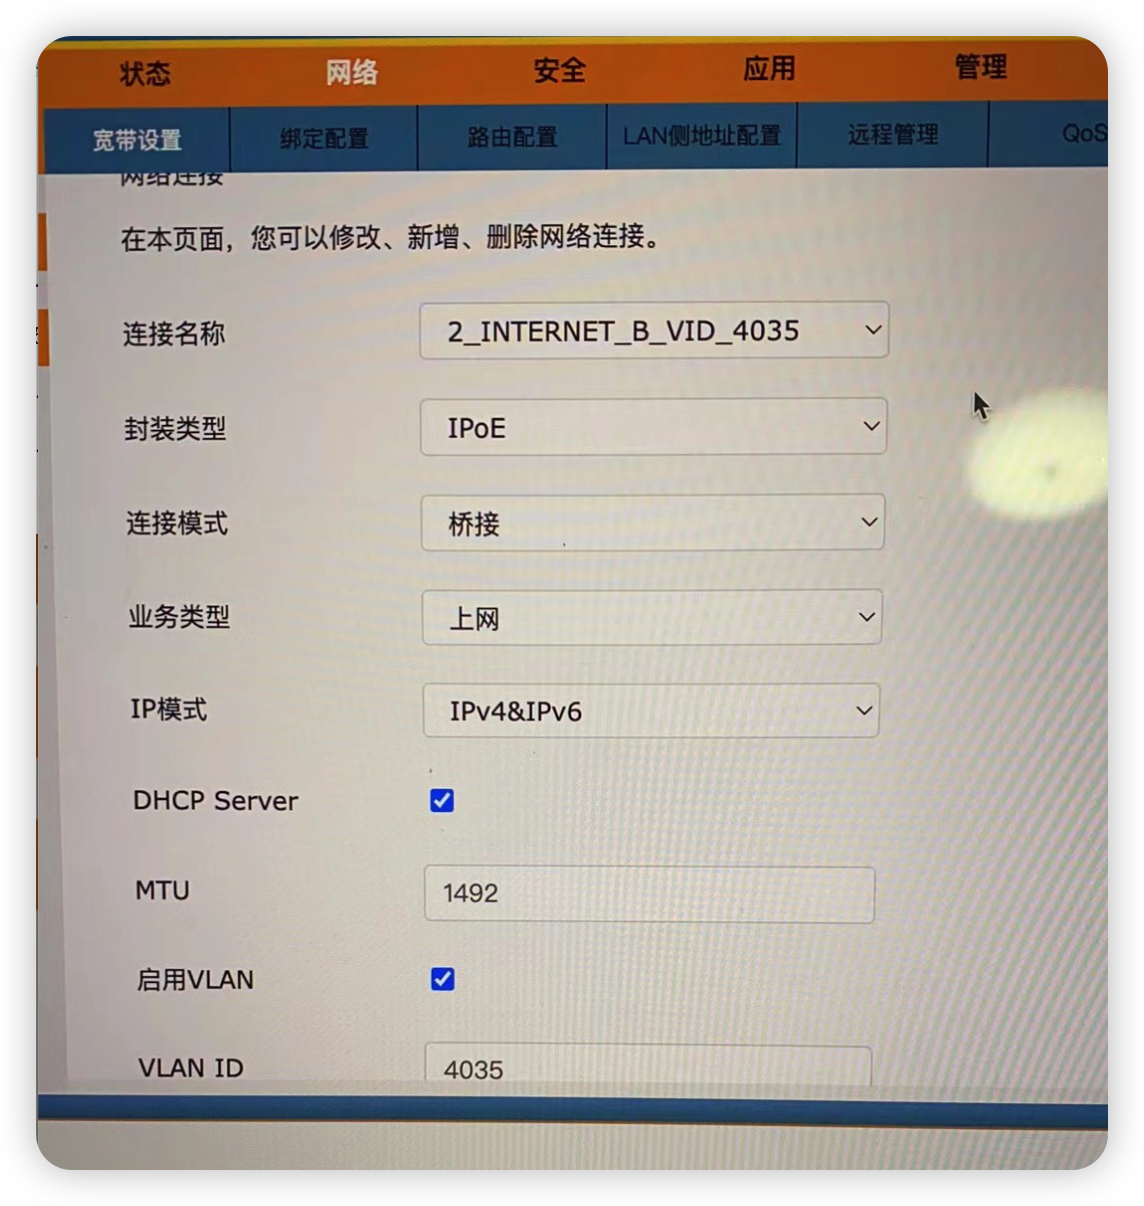 状态 网络 安全 应用 管理
宽带设置 绑定配置 路由配置 LAN侧地址配置 远程管理 QoS
网络连接
在本页面，您可以修改、新增、删除网络连接。
连接名称 2_INTERNET_B_VID_4035
封装类型 IPoE
连接模式 桥接
业务类型 上网
IP模式 IPv4&IPv6
DHCP Server
MTU 1492
启用VLAN
VLAN ID 4035